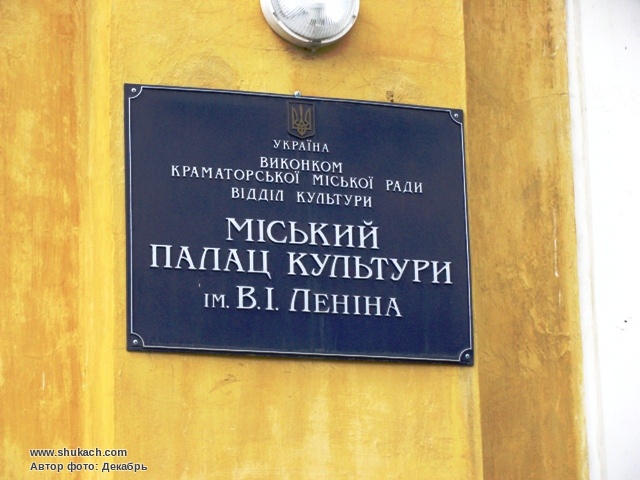 УКРАЇНА
ВИКОНКОМ
КРАМАТОРСЬКОЇ МІСЬКОЇ РАДИ
ВІДДІЛ КУЛЬТУРИ
МІСЬКИЙ
ПАЛАЦ КУЛЬТУРИ
ІМ. В.І. ЛЕНІНА
www.shukach.com
Автор фото: Декабрь